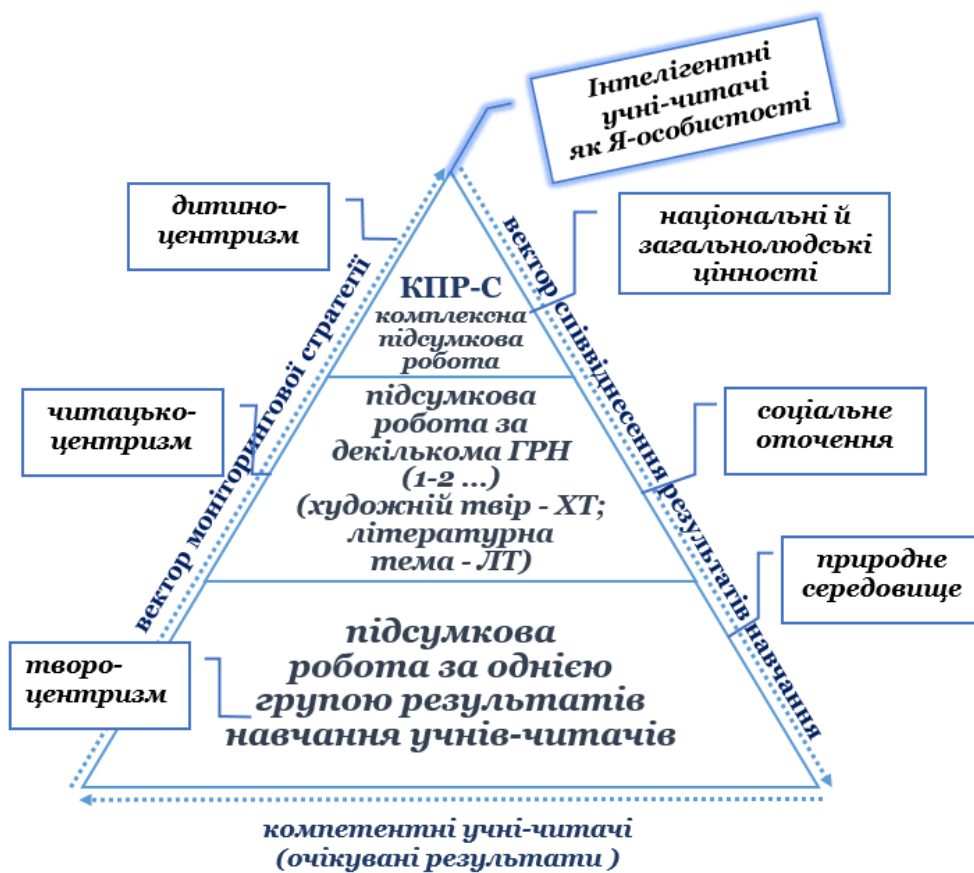 Інтелігентні
учні-читачі
як Я-особистості
дитино-
центризм
національні й
загальнолюдські
цінності
вектор моніторингової стратегії
вектор співвіднесення результатів навчання
КПР-С
комплексна
підсумкова
робота
читацько-
центризм
підсумкова
робота за
декількома ГРН
(1-2 ...)
(художній твір - ХТ;
літературна
тема - ЛТ)
соціальне
оточення
природне
середовище
творо-
центризм
підсумкова
робота за однією
групою результатів
навчання учнів-читачів
компетентні учні-читачі
(очікувані результати )